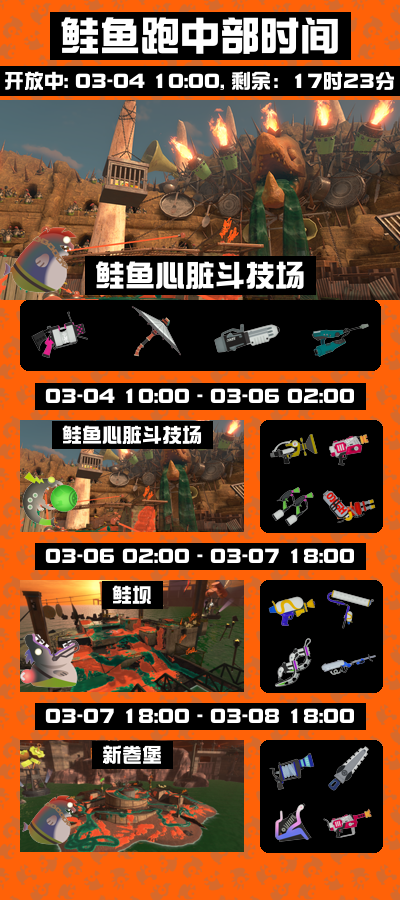 鲑鱼跑中部时间
开放中: 03-04 10:00, 剩余: 17时23分
鲑鱼心脏斗技场
03-04 10:00 - 03-06 02:00
鲑鱼心脏斗技场
03-06 02:00 - 03-07 18:00
鲑坝
03-07 18:00 - 03-08 18:00
新卷堡